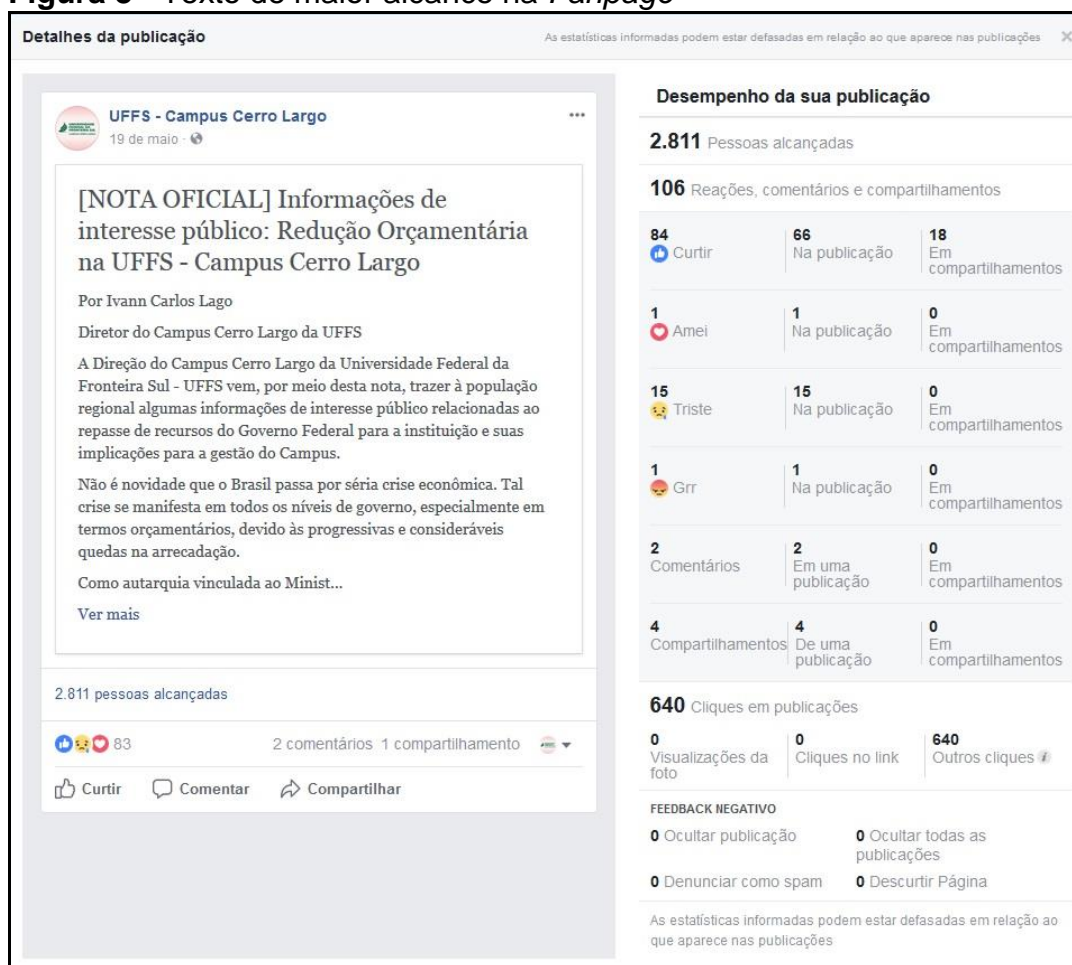 Detalhes da publicação
As estatísticas informadas podem estar defasadas em relação ao que aparece nas publicações
UFFS - Campus Cerro Largo
19 de maio
[NOTA OFICIAL] Informações de
interesse público: Redução Orçamentária
na UFFS - Campus Cerro Largo
Por Ivann Carlos Lago
Diretor do Campus Cerro Largo da UFFS
A Direção do Campus Cerro Largo da Universidade Federal da
Fronteira Sul - UFFS vem, por meio desta nota, trazer à população
regional algumas informações de interesse público relacionadas ao
repasse de recursos do Governo Federal para a instituição e suas
implicações para a gestão do Campus.
Não é novidade que o Brasil passa por séria crise econômica. Tal
crise se manifesta em todos os níveis de governo, especialmente em
termos orçamentários, devido às progressivas e consideráveis
quedas na arrecadação.
Como autarquia vinculada ao Minist...
Ver mais
2.811 pessoas alcançadas
83 2 comentários 1 compartilhamento
Curtir Comentar Compartilhar
Desempenho da sua publicação
2.811 Pessoas alcançadas
106 Reações, comentários e compartilhamentos
84 66 18
Curtir Na publicação Em
compartilhamentos
1 1 0
Amei Na publicação Em
compartilhamentos
15 15 0
Triste Na publicação Em
compartilhamentos
1 1 0
Grr Na publicação Em
compartilhamentos
2 2 0
Comentários Em uma Em
publicação compartilhamentos
4 4 0
Compartilhamentos De uma Em
publicação compartilhamentos
640 Cliques em publicações
0 0 640
Visualizações da Cliques no link Outros cliques
foto
FEEDBACK NEGATIVO
0 Ocultar publicação 0 Ocultar todas as
publicações
0 Denunciar como spam 0 Descurtir Página
As estatísticas informadas podem estar defasadas em relação ao
que aparece nas publicações